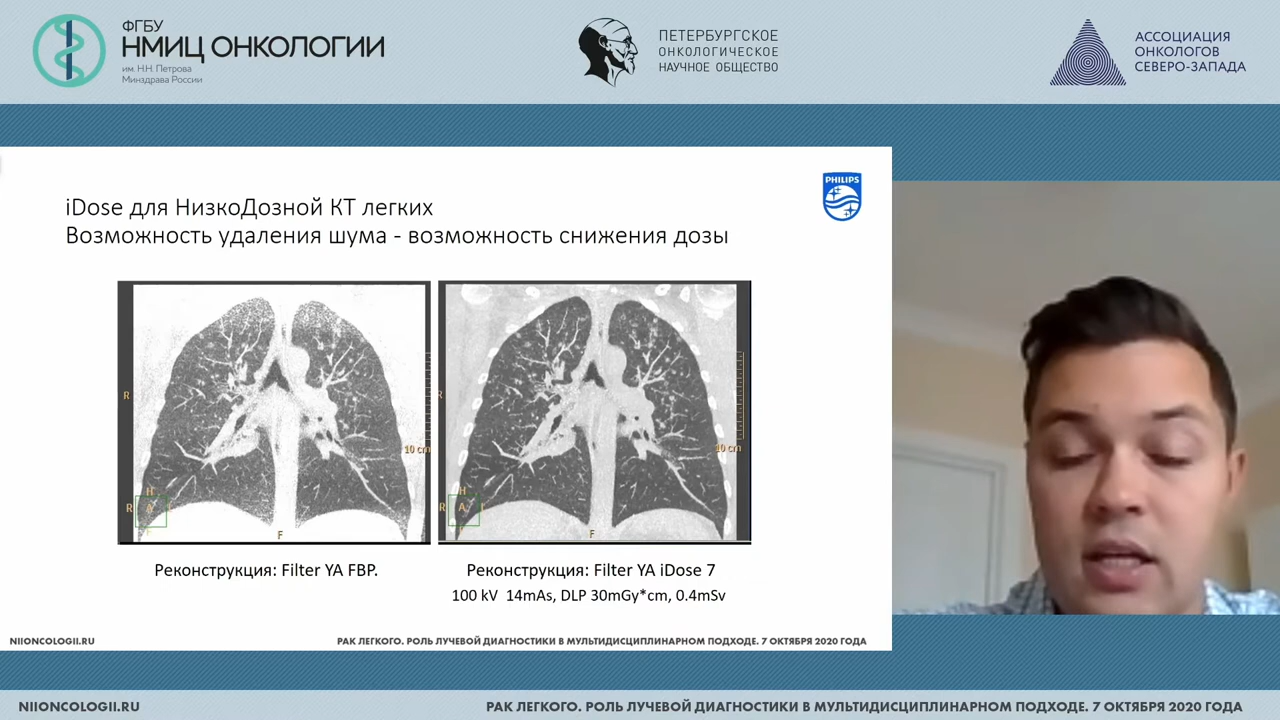 ФГБУ
НМИЦ ОНКОЛОГИИ
им. Н.Н. Петрова
Минздрава России
ПЕТЕРБУРГСКОЕ
ОНКОЛОГИЧЕСКОЕ
НАУЧНОЕ ОБЩЕСТВО
АССОЦИАЦИЯ
ОНКОЛОГОВ
СЕВЕРО-ЗАПАДА
PHILIPS
iDose для НизкоДозной КТ легких
Возможность удаления шума - возможность снижения дозы
R
10 cm
H
R A L
F
R
10 cm
H
R A L
F
Реконструкция: Filter YA FBP.
Реконструкция: Filter YA iDose 7
100 kV 14mAs, DLP 30mGy*cm, 0.4mSv
NIIONCOLOGII.RU
РАК ЛЕГКОГО. РОЛЬ ЛУЧЕВОЙ ДИАГНОСТИКИ В МУЛЬТИДИСЦИПЛИНАРНОМ ПОДХОДЕ. 7 ОКТЯБРЯ 2020 ГОДА
NIIONCOLOGII.RU
РАК ЛЕГКОГО. РОЛЬ ЛУЧЕВОЙ ДИАГНОСТИКИ В МУЛЬТИДИСЦИПЛИНАРНОМ ПОДХОДЕ. 7 ОКТЯБРЯ 2020 ГОДА